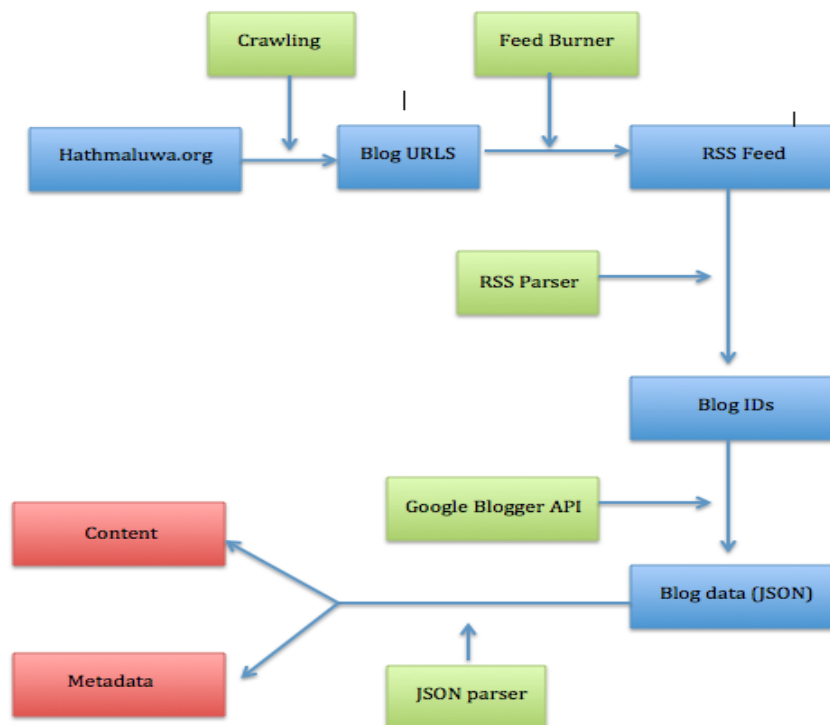 Crawling
Feed Burner
Hathmaluwa.org
Blog URLS
RSS Feed
RSS Parser
Blog IDs
Google Blogger API
Content
Blog data (JSON)
Metadata
JSON parser